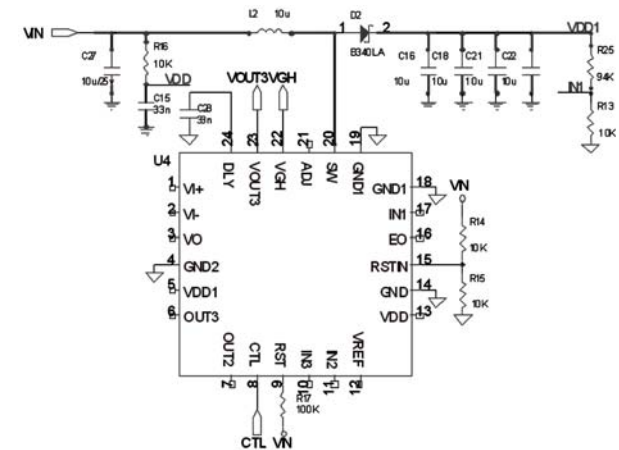 L2 10u
D2
VIN
1 2
VDD1
B340LA
C27
10u/25
R16
10K
VDD
VOUT3 VGH
C16 C18 C21 C22
10u 10u 10u 10u
R25
94K
IN1
R13
10K
C15
33n
C28
33n
24 23 22 21 20 19
U4
DLY VOUT3 VGH ADJ SW GND1
1 VI+
2 VI-
3 VO
4 GND2
5 VDD1
6 OUT3
GND1 18
IN1 17
EO 16
RSTIN 15
GND 14
VDD 13
VIN
R14
10K
R15
10K
OUT2 CTL RST IN3 IN2 VREF
7 8 9 10 11 12
R17
100K
CTL VIN